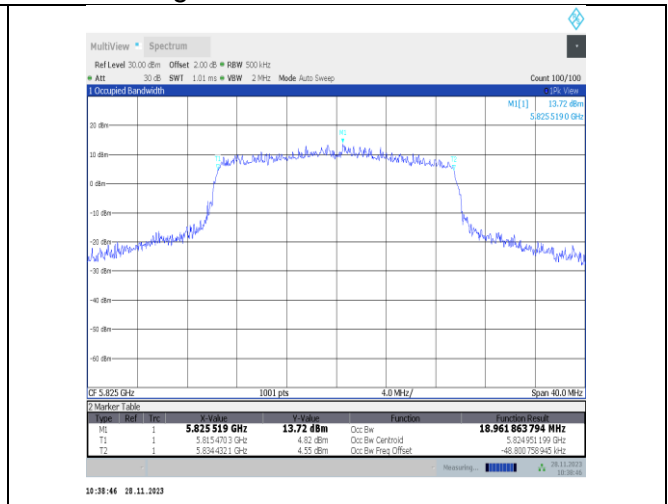 MultiView Spectrum
Ref Level 30.00 dBm Offset 2.00 dB RBW 500 kHz
Att 30 dB SWT 1.01 ms VBW 2 MHz Mode Auto Sweep Count 100/100
1 Occupied Bandwidth 1Pk View
M1[1] 13.72 dBm
5.825 5190 GHz
20 dBm
M1
10 dBm
T1 T2
0 dBm
-10 dBm
-20 dBm
-30 dBm
-40 dBm
-50 dBm
-60 dBm
CF 5.825 GHz 1001 pts 4.0 MHz/ Span 40.0 MHz
2 Marker Table
Type Ref Trc X-Value Y-Value Function Function Result
M1 1 5.825 519 GHz 13.72 dBm Occ Bw 18.961 863 794 MHz
T1 1 5.815 470 3 GHz 4.82 dBm Occ Bw Centroid 5.824 951 199 GHz
T2 1 5.834 432 1 GHz 4.55 dBm Occ Bw Freq Offset -48.800 758 945 kHz
Measuring... 28.11.2023
10:38:46
10:38:46 28.11.2023